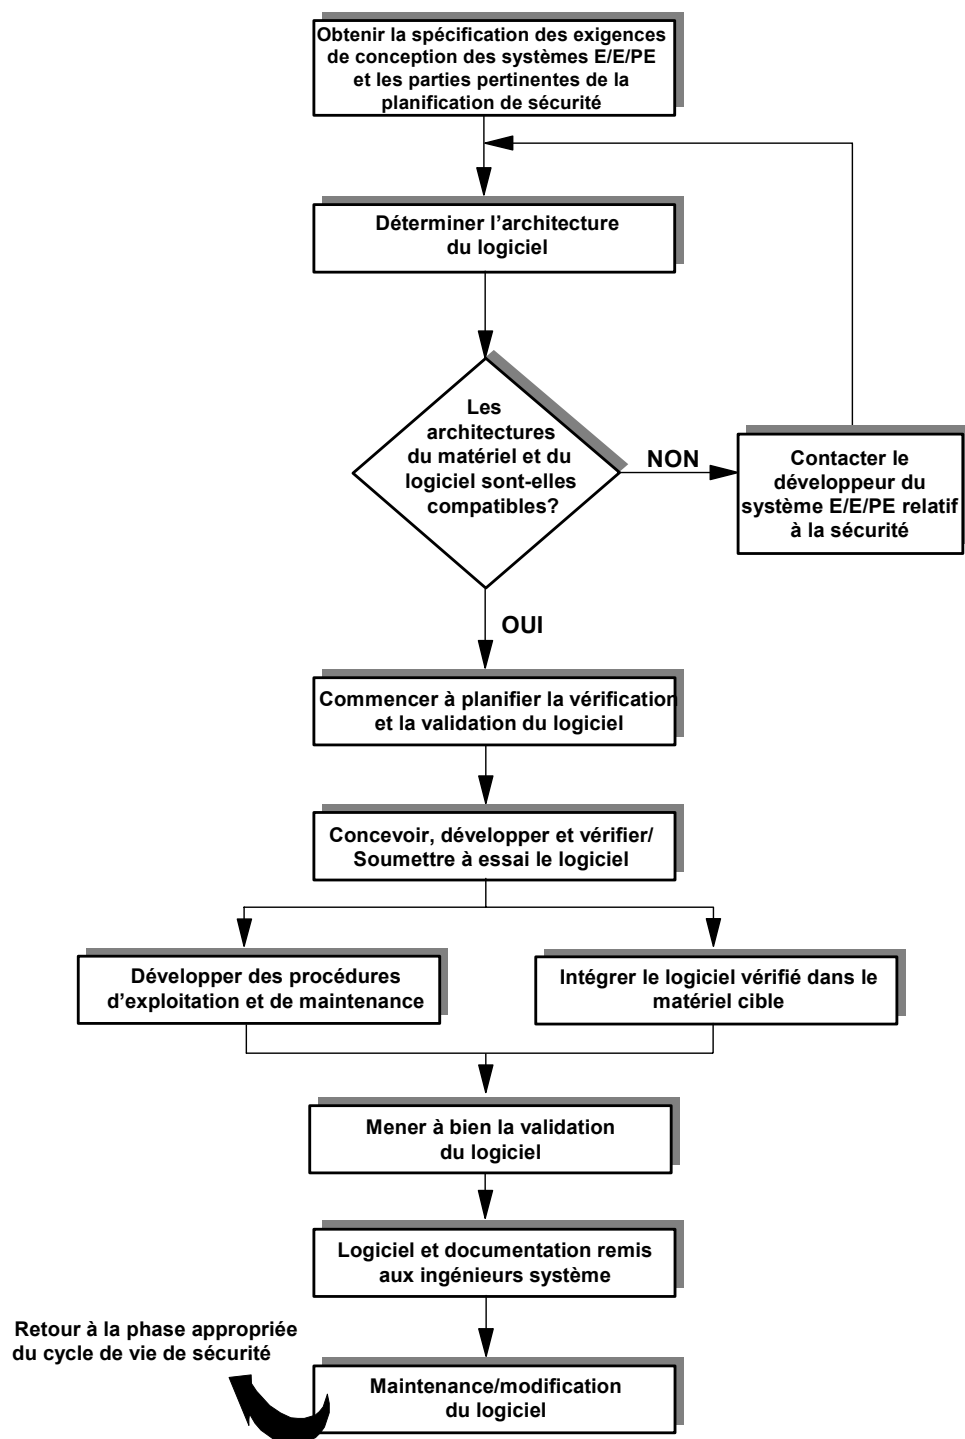 Obtenir la spécification des exigences
de conception des systèmes E/E/PE
et les parties pertinentes de la
planification de sécurité
Déterminer l'architecture
du logiciel
Les
architectures
du matériel et du
logiciel sont-elles
compatibles?
NON
Contacter le
développeur du
système E/E/PE relatif
à la sécurité
OUI
Commencer à planifier la vérification
et la validation du logiciel
Concevoir, développer et vérifier/
Soumettre à essai le logiciel
Développer des procédures
d'exploitation et de maintenance
Intégrer le logiciel vérifié dans le
matériel cible
Mener à bien la validation
du logiciel
Logiciel et documentation remis
aux ingénieurs système
Retour à la phase appropriée
du cycle de vie de sécurité
Maintenance/modification
du logiciel